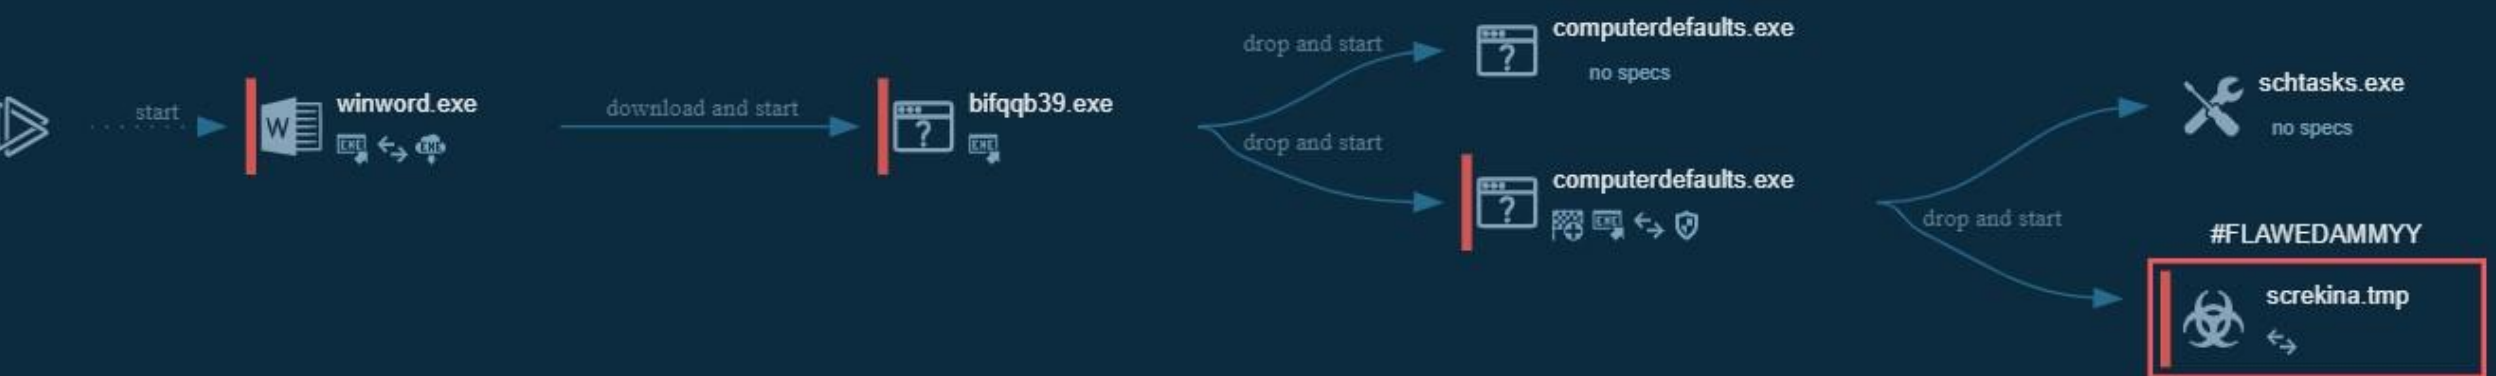 start
winword.exe
download and start
bifqqb39.exe
drop and start
computerdefaults.exe
no specs
drop and start
computerdefaults.exe
schtasks.exe
no specs
drop and start
#FLAWEDAMMYY
screkina.tmp